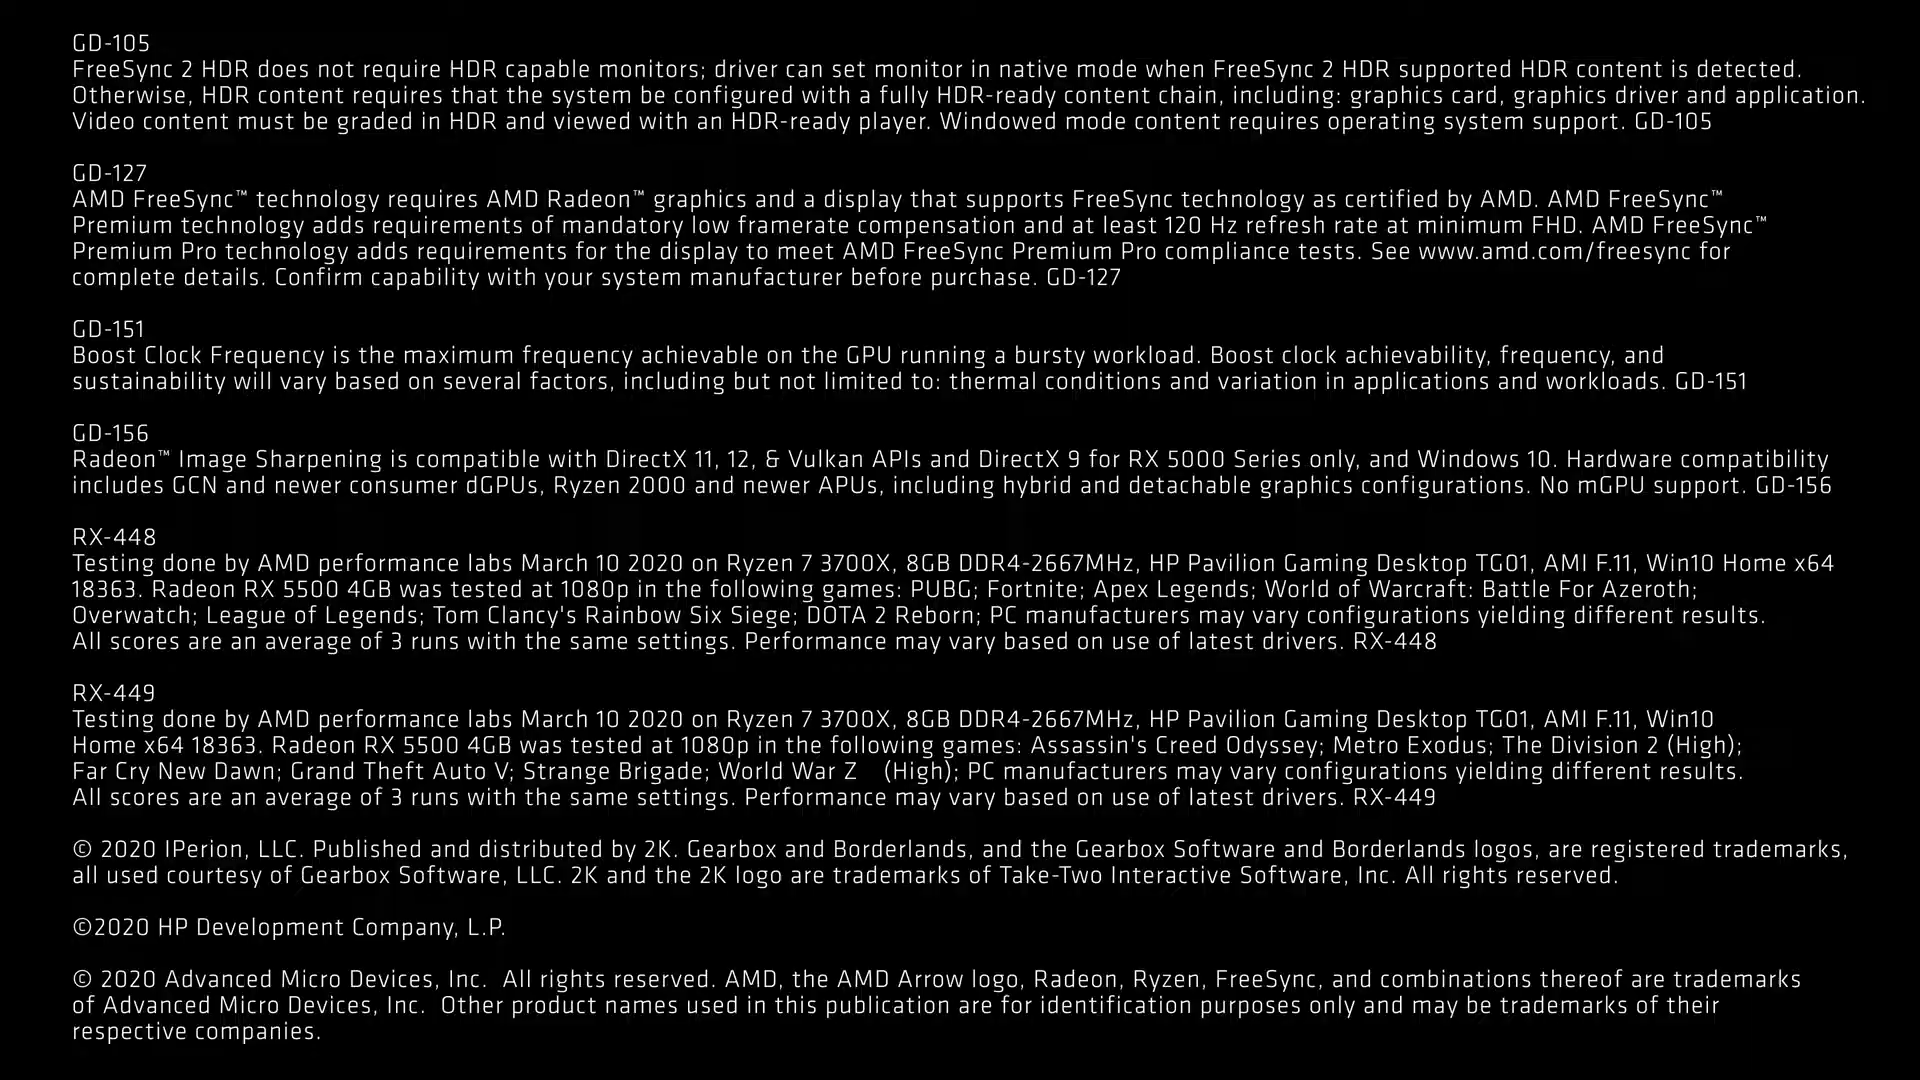 GD-105
FreeSync 2 HDR does not require HDR capable monitors; driver can set monitor in native mode when FreeSync 2 HDR supported HDR content is detected.
Otherwise, HDR content requires that the system be configured with a fully HDR-ready content chain, including: graphics card, graphics driver and application.
Video content must be graded in HDR and viewed with an HDR-ready player. Windowed mode content requires operating system support. GD-105
GD-127
AMD FreeSync™ technology requires AMD Radeon™ graphics and a display that supports FreeSync technology as certified by AMD. AMD FreeSync™
Premium technology adds requirements of mandatory low framerate compensation and at least 120 Hz refresh rate at minimum FHD. AMD FreeSync™
Premium Pro technology adds requirements for the display to meet AMD FreeSync Premium Pro compliance tests. See www.amd.com/freesync for
complete details. Confirm capability with your system manufacturer before purchase. GD-127
GD-151
Boost Clock Frequency is the maximum frequency achievable on the GPU running a bursty workload. Boost clock achievability, frequency, and
sustainability will vary based on several factors, including but not limited to: thermal conditions and variation in applications and workloads. GD-151
GD-156
Radeon™ Image Sharpening is compatible with DirectX 11, 12, & Vulkan APIs and DirectX 9 for RX 5000 Series only, and Windows 10. Hardware compatibility
includes GCN and newer consumer dGPUs, Ryzen 2000 and newer APUs, including hybrid and detachable graphics configurations. No mGPU support. GD-156
RX-448
Testing done by AMD performance labs March 10 2020 on Ryzen 7 3700X, 8GB DDR4-2667MHz, HP Pavilion Gaming Desktop TG01, AMI F.11, Win10 Home x64
18363. Radeon RX 5500 4GB was tested at 1080p in the following games: PUBG; Fortnite; Apex Legends; World of Warcraft: Battle For Azeroth;
Overwatch; League of Legends; Tom Clancy's Rainbow Six Siege; DOTA 2 Reborn; PC manufacturers may vary configurations yielding different results.
All scores are an average of 3 runs with the same settings. Performance may vary based on use of latest drivers. RX-448
RX-449
Testing done by AMD performance labs March 10 2020 on Ryzen 7 3700X, 8GB DDR4-2667MHz, HP Pavilion Gaming Desktop TG01, AMI F.11, Win10
Home x64 18363. Radeon RX 5500 4GB was tested at 1080p in the following games: Assassin's Creed Odyssey; Metro Exodus; The Division 2 (High);
Far Cry New Dawn; Grand Theft Auto V; Strange Brigade; World War Z (High); PC manufacturers may vary configurations yielding different results.
All scores are an average of 3 runs with the same settings. Performance may vary based on use of latest drivers. RX-449
© 2020 IPerion, LLC. Published and distributed by 2K. Gearbox and Borderlands, and the Gearbox Software and Borderlands logos, are registered trademarks,
all used courtesy of Gearbox Software, LLC. 2K and the 2K logo are trademarks of Take-Two Interactive Software, Inc. All rights reserved.
©2020 HP Development Company, L.P.
© 2020 Advanced Micro Devices, Inc. All rights reserved. AMD, the AMD Arrow logo, Radeon, Ryzen, FreeSync, and combinations thereof are trademarks
of Advanced Micro Devices, Inc. Other product names used in this publication are for identification purposes only and may be trademarks of their
respective companies.